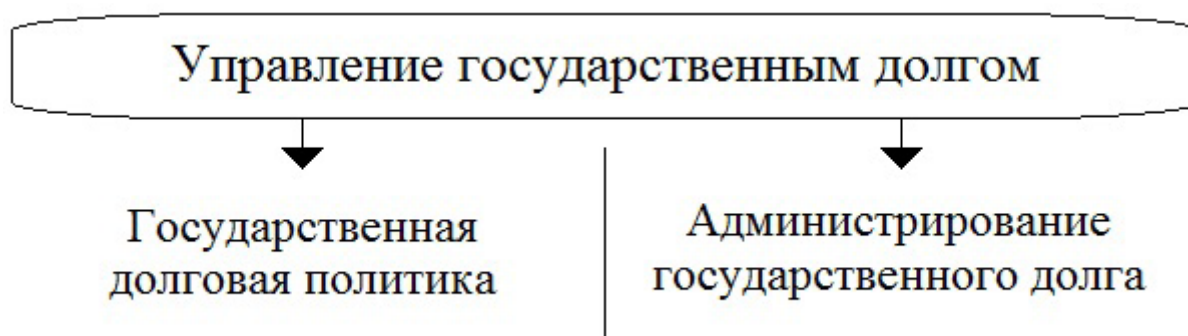 Управление государственным долгом
Государственная
долговая политика
Администрирование
государственного долга